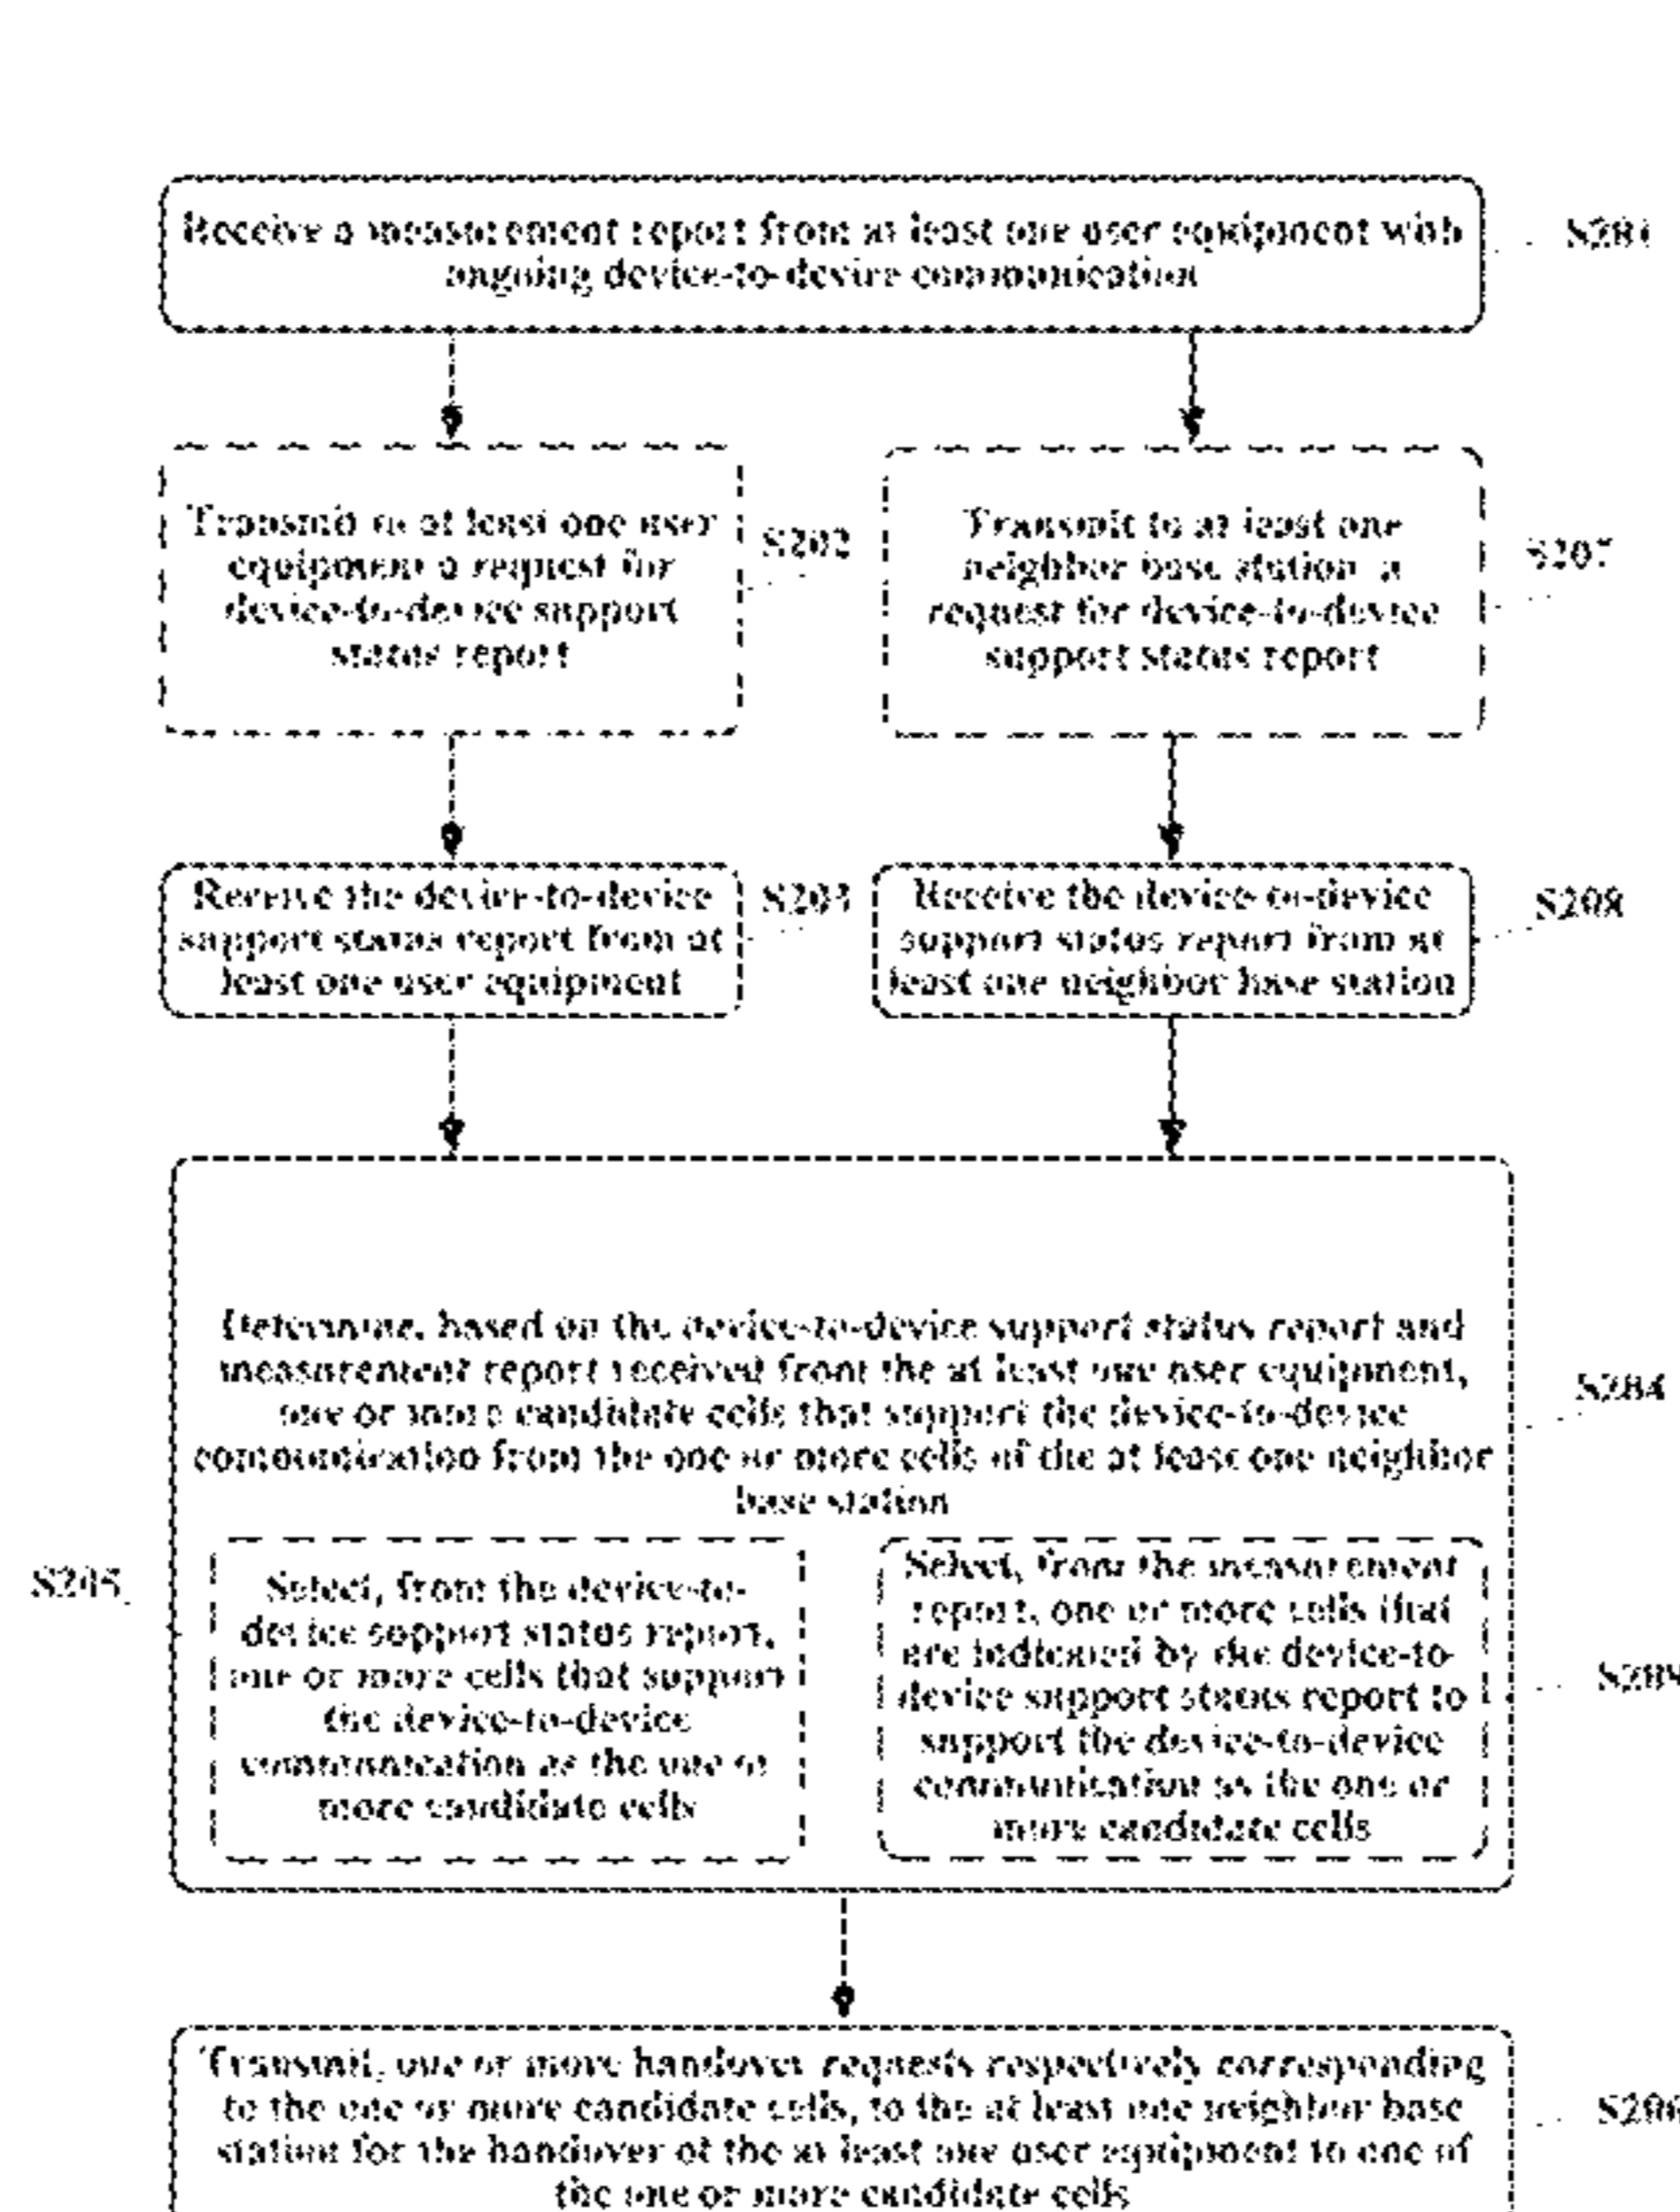 Receive a measurement report from at least one user equipment with
ongoing device-to-device communication
S201
Transmit to at least one user
equipment a request for
device-to-device support
status report
S202
Transmit to at least one
neighbor base station a
request for device-to-device
support status report
S207
Receive the device-to-device
support status report from at
least one user equipment
S203
Receive the device-to-device
support status report from at
least one neighbor base station
S208
Determine, based on the device-to-device support status report and
measurement report received from the at least one user equipment,
one or more candidate cells that support the device-to-device
communication from the one or more cells of the at least one neighbor
base station
S204
S205
Select, from the device-to-
device support status report,
one or more cells that support
the device-to-device
communication as the one or
more candidate cells
Select, from the measurement
report, one or more cells that
are indicated by the device-to-
device support status report to
support the device-to-device
communication as the one or
more candidate cells
S209
Transmit, one or more handover requests respectively corresponding
to the one or more candidate cells, to the at least one neighbor base
station for the handover of the at least one user equipment to one of
the one or more candidate cells
S206